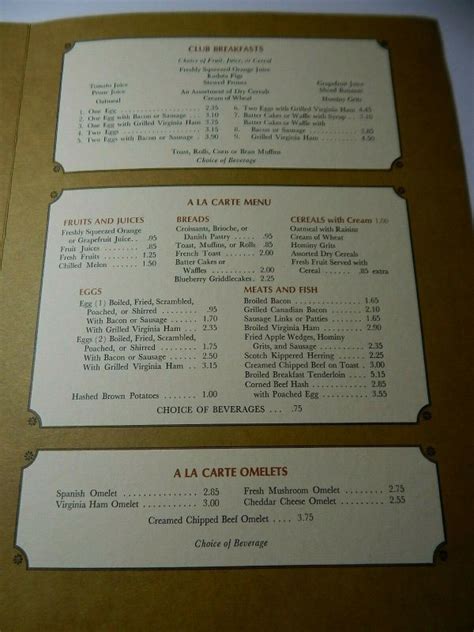 CLUB BREAKFASTS
Choice of Fruit, Juice, or Cereal
Freshly Squeezed Orange Juice
Kadota Figs
Tomato Juice Stewed Prunes Grapefruit Juice
Prune Juice An Assortment of Dry Cereals Sliced Bananas
Oatmeal Cream of Wheat Hominy Grits
1. One Egg 2.35
2. One Egg with Bacon or Sausage 3.10
3. One Egg with Grilled Virginia Ham 3.75
4. Two Eggs 3.15
5. Two Eggs with Bacon or Sausage 3.90
6. Two Eggs with Grilled Virginia Ham 4.45
7. Batter Cakes or Waffle with Syrup 3.10
Batter Cakes or Waffle with
8. Bacon or Sausage 3.85
9. Grilled Virginia Ham
Toast, Rolls, Corn or Bran Muffins
Choice of Beverage
A LA CARTE MENU
FRUITS AND JUICES
Freshly Squeezed Orange
or Grapefruit Juice .. .95
Fruit Juices ........ .85
Fresh Fruits ........ 1.25
Chilled Melon ....... 1.50
BREADS
Croissants, Brioche, or
Danish Pastry ... .95
Toast, Muffins, or Rolls .85
French Toast ....... 2.00
Batter Cakes or
Waffles ........... 2.00
Blueberry Griddlecakes . 2.25
CEREALS with Cream 1.00
Oatmeal with Raisins
Cream of Wheat
Hominy Grits
Assorted Dry Cereals
Fresh Fruit Served with
Cereal ...... .85 extra
EGGS
Egg (1) Boiled, Fried, Scrambled,
Poached, or Shirred ..... .95
With Bacon or Sausage ... 1.70
With Grilled Virginia Ham ... 2.35
Eggs (2) Boiled, Fried, Scrambled,
Poached, or Shirred ..... 1.75
With Bacon or Sausage ... 2.50
With Grilled Virginia Ham ... 3.15
Hashed Brown Potatoes ..... 1.00
MEATS AND FISH
Broiled Bacon ............ 1.65
Grilled Canadian Bacon ..... 2.10
Sausage Links or Patties ..... 1.65
Broiled Virginia Ham ....... 2.90
Fried Apple Wedges, Hominy
Grits, and Sausage ...... 2.35
Scotch Kippered Herring ... 2.25
Creamed Chipped Beef on Toast . 3.00
Broiled Breakfast Tenderloin .... 3.15
Corned Beef Hash ......... 2.85
with Poached Egg ....... 3.55
CHOICE OF BEVERAGES ... .75
A LA CARTE OMELETS
Spanish Omelet ............ 2.85
Virginia Ham Omelet ........ 3.00
Fresh Mushroom Omelet ..... 2.75
Cheddar Cheese Omelet ..... 2.55
Creamed Chipped Beef Omelet .... 3.75
Choice of Beverage